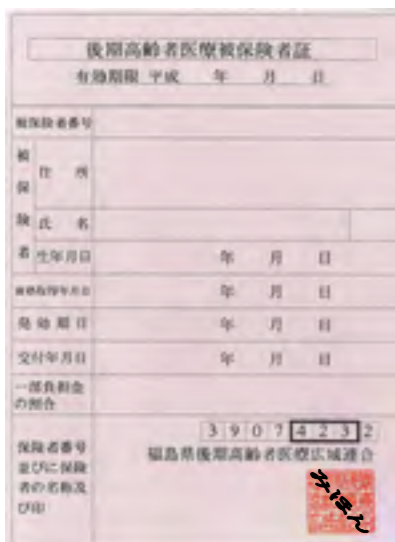 後期高齢者医療被保険者証
有効期限 平成 年 月 日
被保険者番号
被保険者
住 所
氏 名
生年月日 年 月 日
資格取得年月日 年 月 日
発効期日 年 月 日
交付年月日 年 月 日
一部負担金
の割合
保険者番号
並びに保険
者の名称及
び印
39074232
福島県後期高齢者医療広域連合
みほん